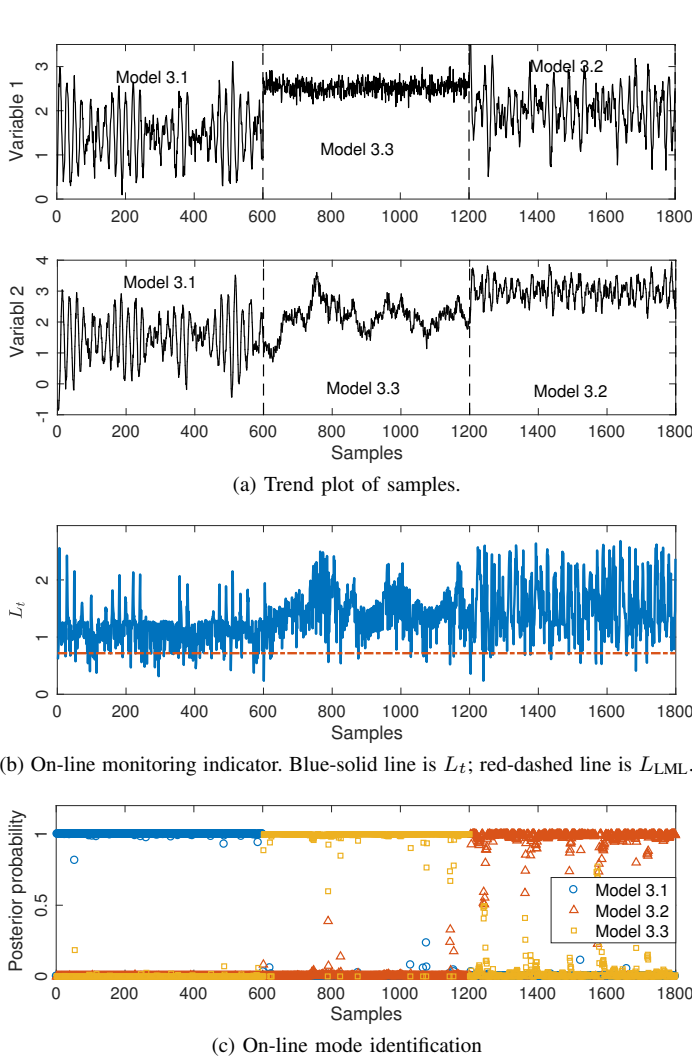 3
2
1
0
Variable 1
Model 3.1
Model 3.3
Model 3.2
0 200 400 600 800 1000 1200 1400 1600 1800
4
3
2
1
0
-1
Variabl 2
Model 3.1
Model 3.3
Model 3.2
0 200 400 600 800 1000 1200 1400 1600 1800
Samples
(a) Trend plot of samples.
2
1
0
L_t
0 200 400 600 800 1000 1200 1400 1600 1800
Samples
(b) On-line monitoring indicator. Blue-solid line is L_t; red-dashed line is L_LML.
1
0.5
0
Posterior probability
Model 3.1
Model 3.2
Model 3.3
0 200 400 600 800 1000 1200 1400 1600 1800
Samples
(c) On-line mode identification